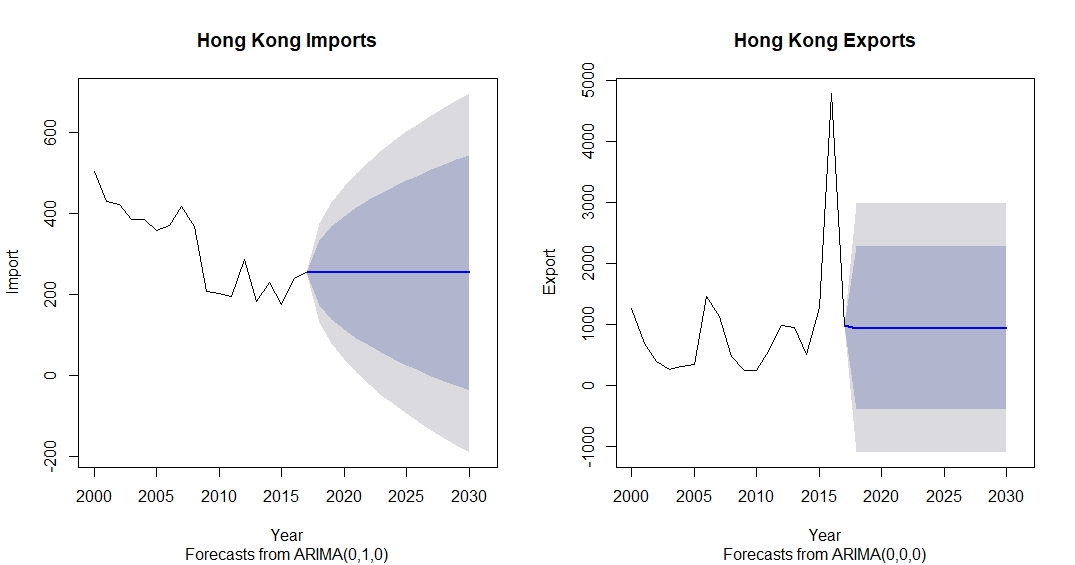 Hong Kong Imports
Import
600
400
200
0
-200
2000 2005 2010 2015 2020 2025 2030
Year
Forecasts from ARIMA(0,1,0)
Hong Kong Exports
Export
5000
4000
3000
2000
1000
0
-1000
2000 2005 2010 2015 2020 2025 2030
Year
Forecasts from ARIMA(0,0,0)